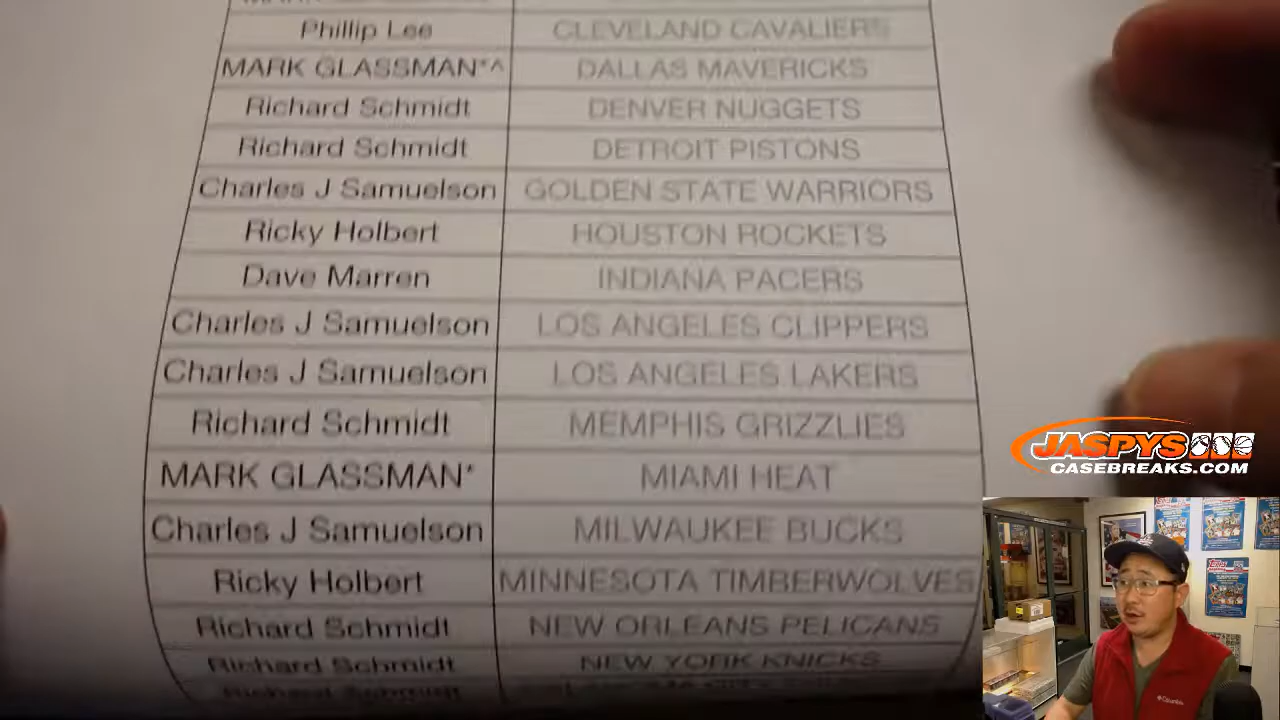 Phillip Lee CLEVELAND CAVALIERS
MARK GLASSMAN*^ DALLAS MAVERICKS
Richard Schmidt DENVER NUGGETS
Richard Schmidt DETROIT PISTONS
Charles J Samuelson GOLDEN STATE WARRIORS
Ricky Holbert HOUSTON ROCKETS
Dave Marren INDIANA PACERS
Charles J Samuelson LOS ANGELES CLIPPERS
Charles J Samuelson LOS ANGELES LAKERS
Richard Schmidt MEMPHIS GRIZZLIES
MARK GLASSMAN* MIAMI HEAT
Charles J Samuelson MILWAUKEE BUCKS
Ricky Holbert MINNESOTA TIMBERWOLVES
Richard Schmidt NEW ORLEANS PELICANS
Richard Schmidt NEW YORK KNICKS
Richard Schmidt
JASPYS
CASEBREAKS.COM
Columbia